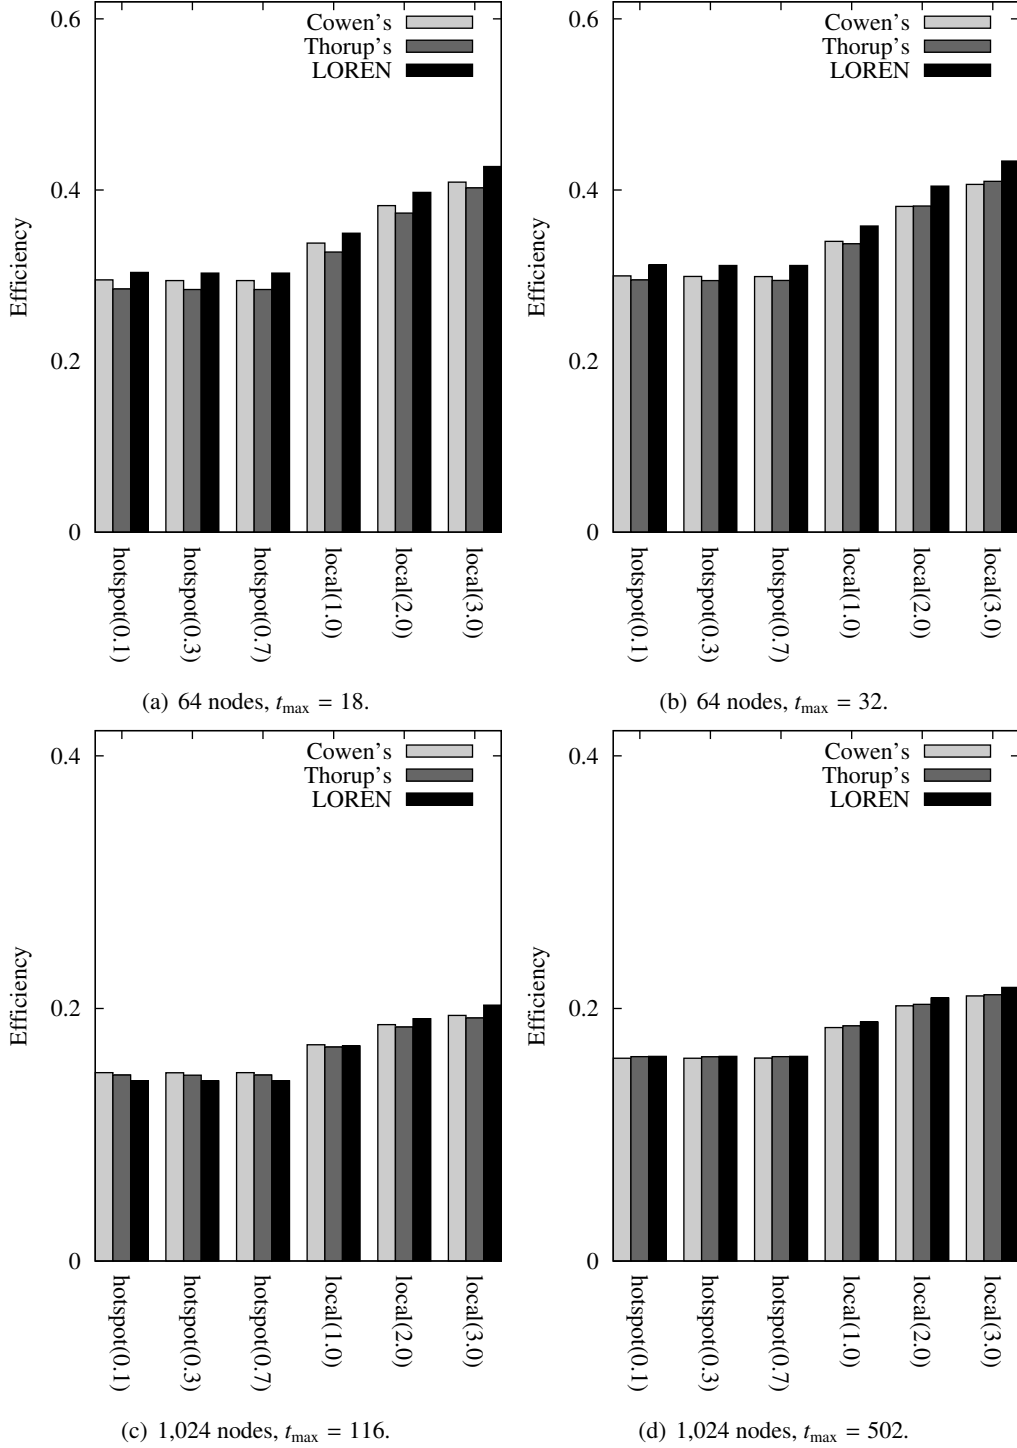 0.6
Cowen's
Thorup's
LOREN
0.4
0.2
0
Efficiency
hotspot(0.1)
hotspot(0.3)
hotspot(0.7)
local(1.0)
local(2.0)
local(3.0)
(a) 64 nodes, t_max = 18.
0.6
Cowen's
Thorup's
LOREN
0.4
0.2
0
Efficiency
hotspot(0.1)
hotspot(0.3)
hotspot(0.7)
local(1.0)
local(2.0)
local(3.0)
(b) 64 nodes, t_max = 32.
0.4
Cowen's
Thorup's
LOREN
0.2
0
Efficiency
hotspot(0.1)
hotspot(0.3)
hotspot(0.7)
local(1.0)
local(2.0)
local(3.0)
(c) 1,024 nodes, t_max = 116.
0.4
Cowen's
Thorup's
LOREN
0.2
0
Efficiency
hotspot(0.1)
hotspot(0.3)
hotspot(0.7)
local(1.0)
local(2.0)
local(3.0)
(d) 1,024 nodes, t_max = 502.